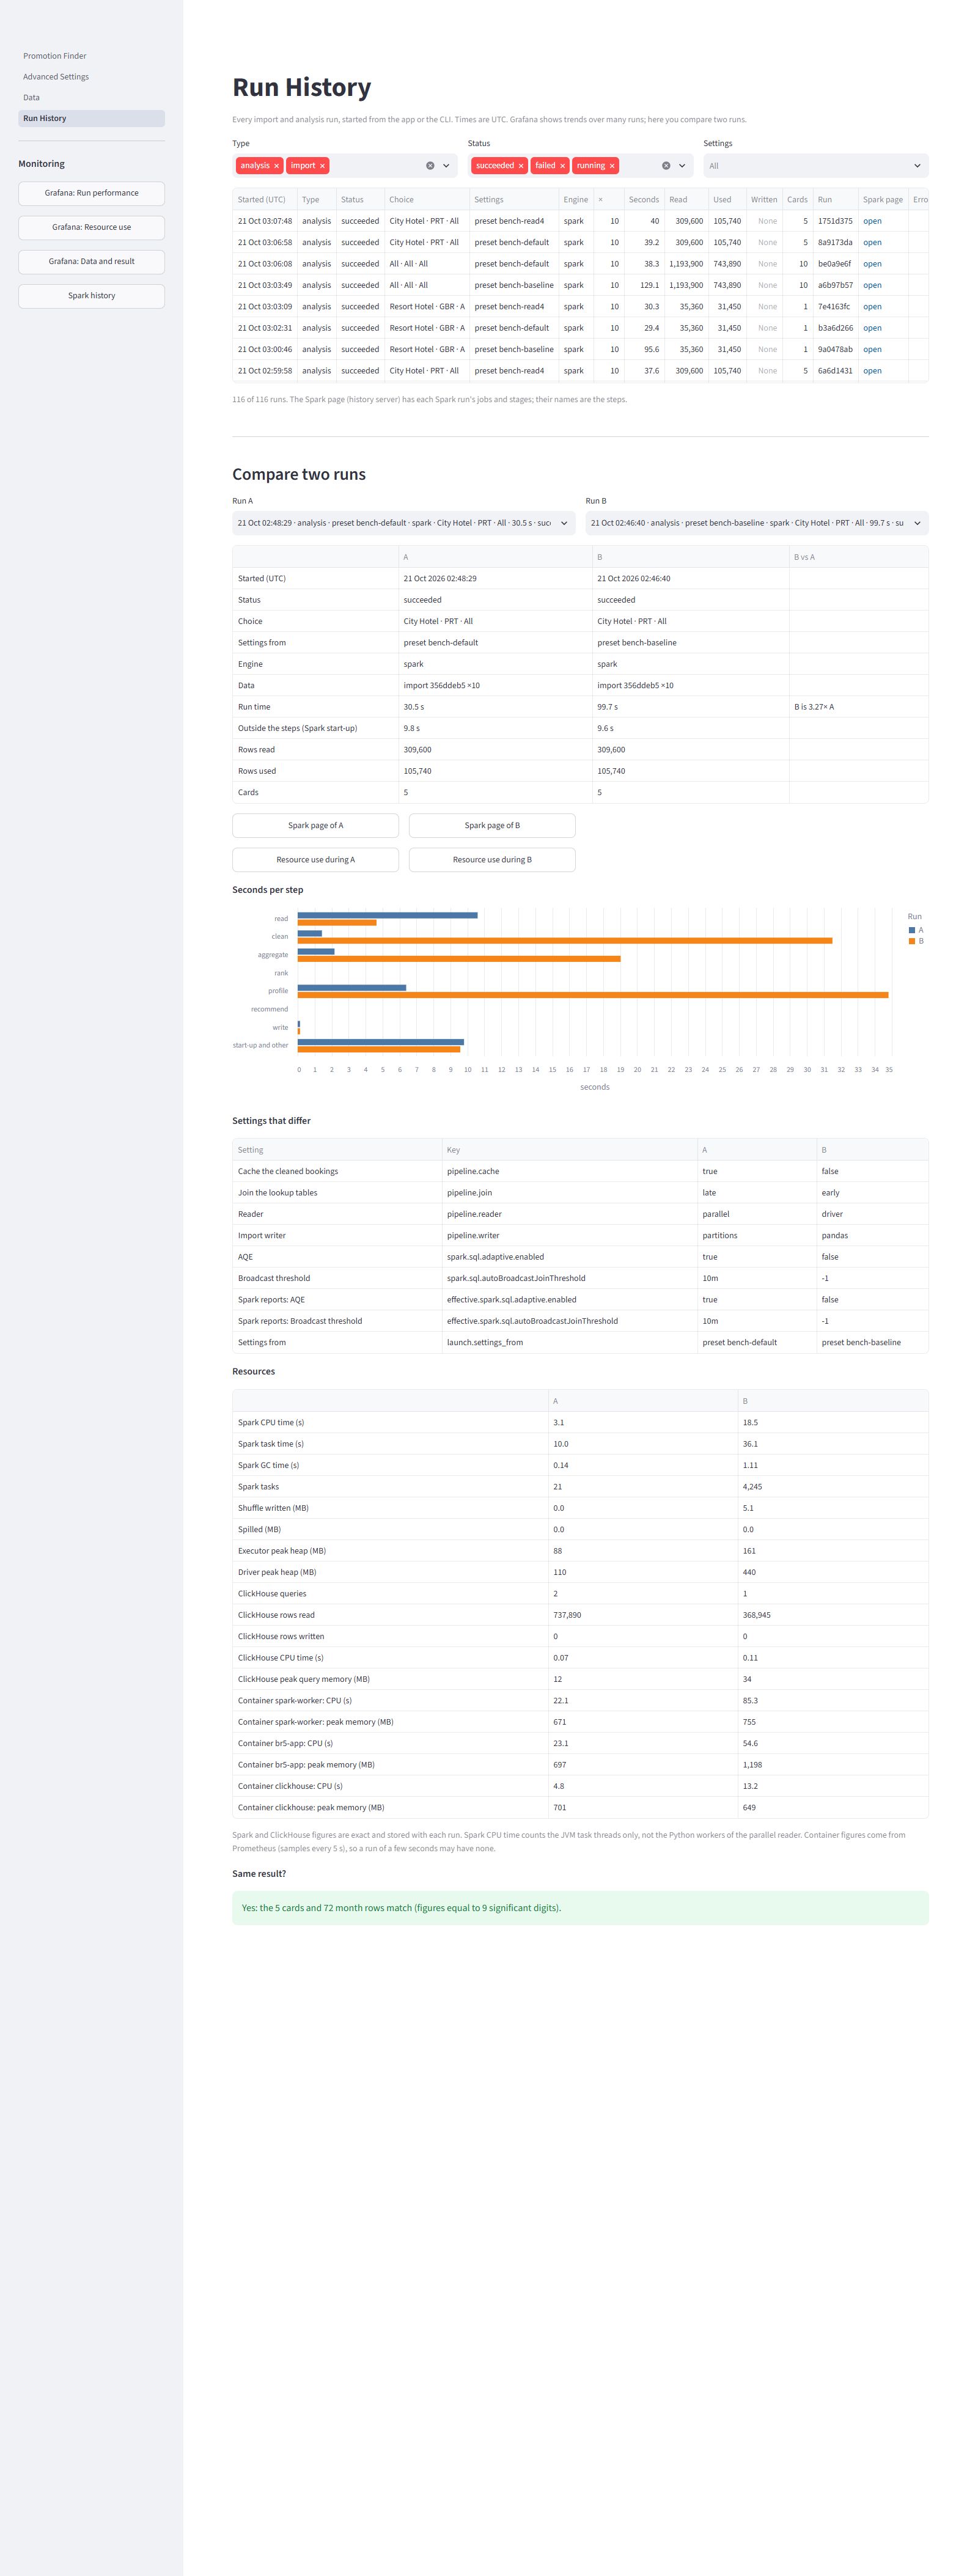 Promotion Finder
Advanced Settings
Data
Run History
Monitoring
Grafana: Run performance
Grafana: Resource use
Grafana: Data and result
Spark history
Run History
Every import and analysis run, started from the app or the CLI. Times are UTC. Grafana shows trends over many runs; here you compare two runs.
Type Status Settings
analysis × import × succeeded × failed × running × All
Started (UTC) Type Status Choice Settings Engine × Seconds Read Used Written Cards Run Spark page Erro
21 Oct 03:07:48 analysis succeeded City Hotel · PRT · All preset bench-read4 spark 10 40 309,600 105,740 None 5 1751d375 open
21 Oct 03:06:58 analysis succeeded City Hotel · PRT · All preset bench-default spark 10 39.2 309,600 105,740 None 5 8a9173da open
21 Oct 03:06:08 analysis succeeded All · All · All preset bench-default spark 10 38.3 1,193,900 743,890 None 10 be0a9e6f open
21 Oct 03:03:49 analysis succeeded All · All · All preset bench-baseline spark 10 129.1 1,193,900 743,890 None 10 a6b97b57 open
21 Oct 03:03:09 analysis succeeded Resort Hotel · GBR · A preset bench-read4 spark 10 30.3 35,360 31,450 None 1 7e4163fc open
21 Oct 03:02:31 analysis succeeded Resort Hotel · GBR · A preset bench-default spark 10 29.4 35,360 31,450 None 1 b3a6d266 open
21 Oct 03:00:46 analysis succeeded Resort Hotel · GBR · A preset bench-baseline spark 10 95.6 35,360 31,450 None 1 9a0478ab open
21 Oct 02:59:58 analysis succeeded City Hotel · PRT · All preset bench-read4 spark 10 37.6 309,600 105,740 None 5 6a6d1431 open
116 of 116 runs. The Spark page (history server) has each Spark run's jobs and stages; their names are the steps.
Compare two runs
Run A Run B
21 Oct 02:48:29 · analysis · preset bench-default · spark · City Hotel · PRT · All · 30.5 s · succ 21 Oct 02:46:40 · analysis · preset bench-baseline · spark · City Hotel · PRT · All · 99.7 s · su
A B B vs A
Started (UTC) 21 Oct 2026 02:48:29 21 Oct 2026 02:46:40
Status succeeded succeeded
Choice City Hotel · PRT · All City Hotel · PRT · All
Settings from preset bench-default preset bench-baseline
Engine spark spark
Data import 356ddeb5 ×10 import 356ddeb5 ×10
Run time 30.5 s 99.7 s B is 3.27× A
Outside the steps (Spark start-up) 9.8 s 9.6 s
Rows read 309,600 309,600
Rows used 105,740 105,740
Cards 5 5
Spark page of A Spark page of B
Resource use during A Resource use during B
Seconds per step
read
clean
aggregate
rank
profile
recommend
write
start-up and other
0 1 2 3 4 5 6 7 8 9 10 11 12 13 14 15 16 17 18 19 20 21 22 23 24 25 26 27 28 29 30 31 32 33 34 35
seconds
Run
A
B
Settings that differ
Setting Key A B
Cache the cleaned bookings pipeline.cache true false
Join the lookup tables pipeline.join late early
Reader pipeline.reader parallel driver
Import writer pipeline.writer partitions pandas
AQE spark.sql.adaptive.enabled true false
Broadcast threshold spark.sql.autoBroadcastJoinThreshold 10m -1
Spark reports: AQE effective.spark.sql.adaptive.enabled true false
Spark reports: Broadcast threshold effective.spark.sql.autoBroadcastJoinThreshold 10m -1
Settings from launch.settings_from preset bench-default preset bench-baseline
Resources
A B
Spark CPU time (s) 3.1 18.5
Spark task time (s) 10.0 36.1
Spark GC time (s) 0.14 1.11
Spark tasks 21 4,245
Shuffle written (MB) 0.0 5.1
Spilled (MB) 0.0 0.0
Executor peak heap (MB) 88 161
Driver peak heap (MB) 110 440
ClickHouse queries 2 1
ClickHouse rows read 737,890 368,945
ClickHouse rows written 0 0
ClickHouse CPU time (s) 0.07 0.11
ClickHouse peak query memory (MB) 12 34
Container spark-worker: CPU (s) 22.1 85.3
Container spark-worker: peak memory (MB) 671 755
Container br5-app: CPU (s) 23.1 54.6
Container br5-app: peak memory (MB) 697 1,198
Container clickhouse: CPU (s) 4.8 13.2
Container clickhouse: peak memory (MB) 701 649
Spark and ClickHouse figures are exact and stored with each run. Spark CPU time counts the JVM task threads only, not the Python workers of the parallel reader. Container figures come from
Prometheus (samples every 5 s), so a run of a few seconds may have none.
Same result?
Yes: the 5 cards and 72 month rows match (figures equal to 9 significant digits).